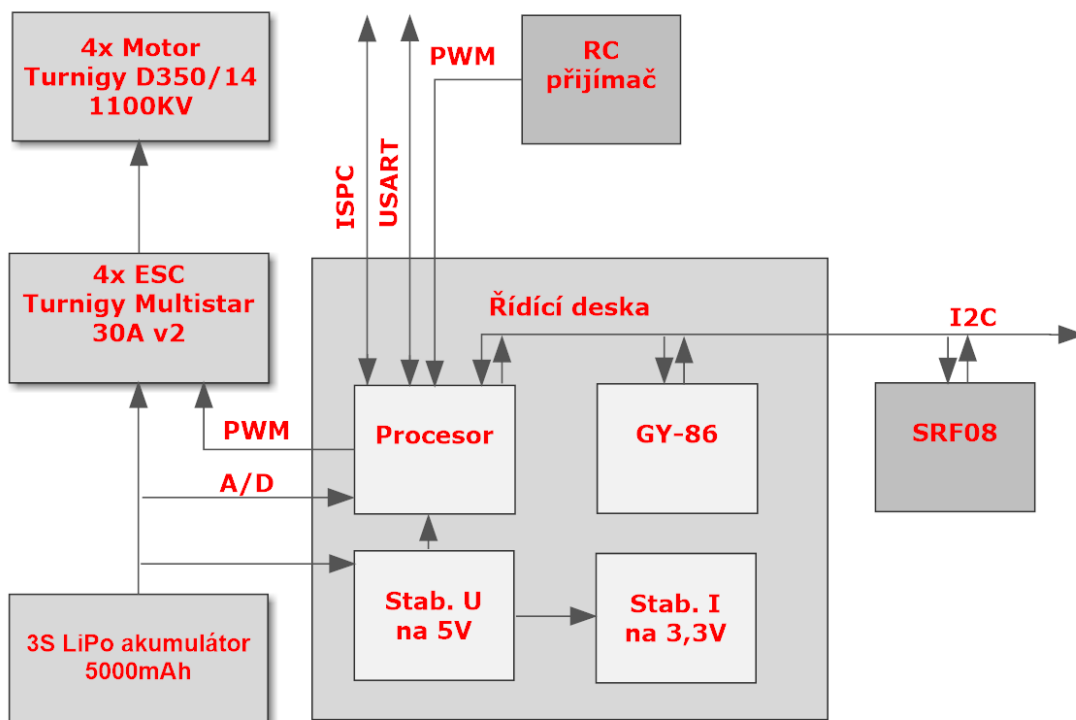 4x Motor
Turnigy D350/14
1100KV
ISPC
USART
PWM
RC
přijímač
4x ESC
Turnigy Multistar
30A v2
Řídící deska
I2C
PWM
A/D
Procesor
GY-86
SRF08
3S LiPo akumulátor
5000mAh
Stab. U
na 5V
Stab. I
na 3,3V